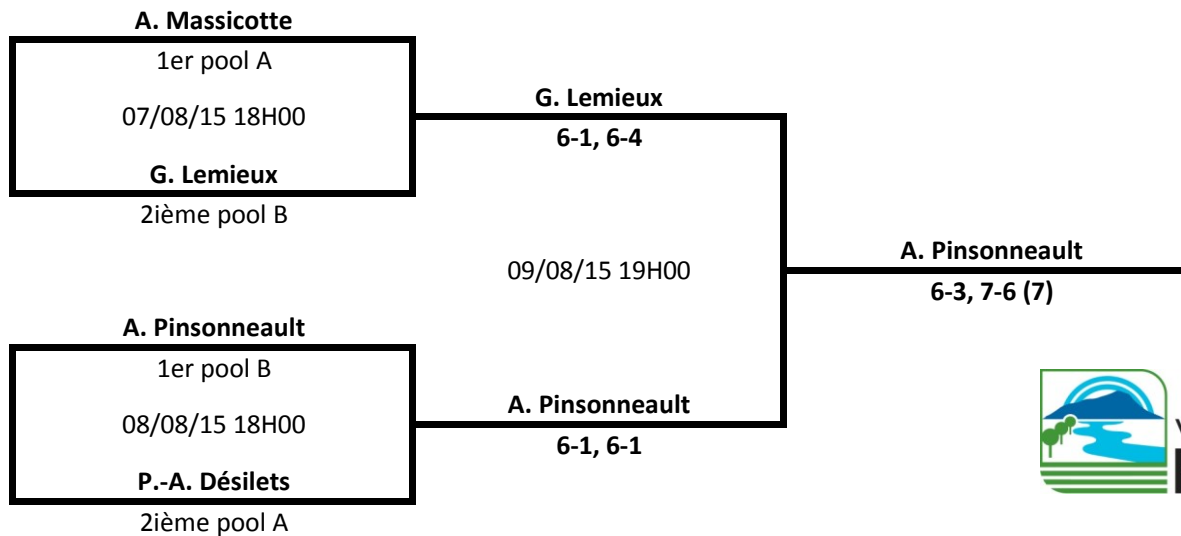 A. Massicotte
1er pool A
07/08/15 18H00
G. Lemieux
2ième pool B
G. Lemieux
6-1, 6-4
A. Pinsonneault
1er pool B
08/08/15 18H00
P.-A. Désilets
2ième pool A
A. Pinsonneault
6-1, 6-1
09/08/15 19H00
A. Pinsonneault
6-3, 7-6 (7)